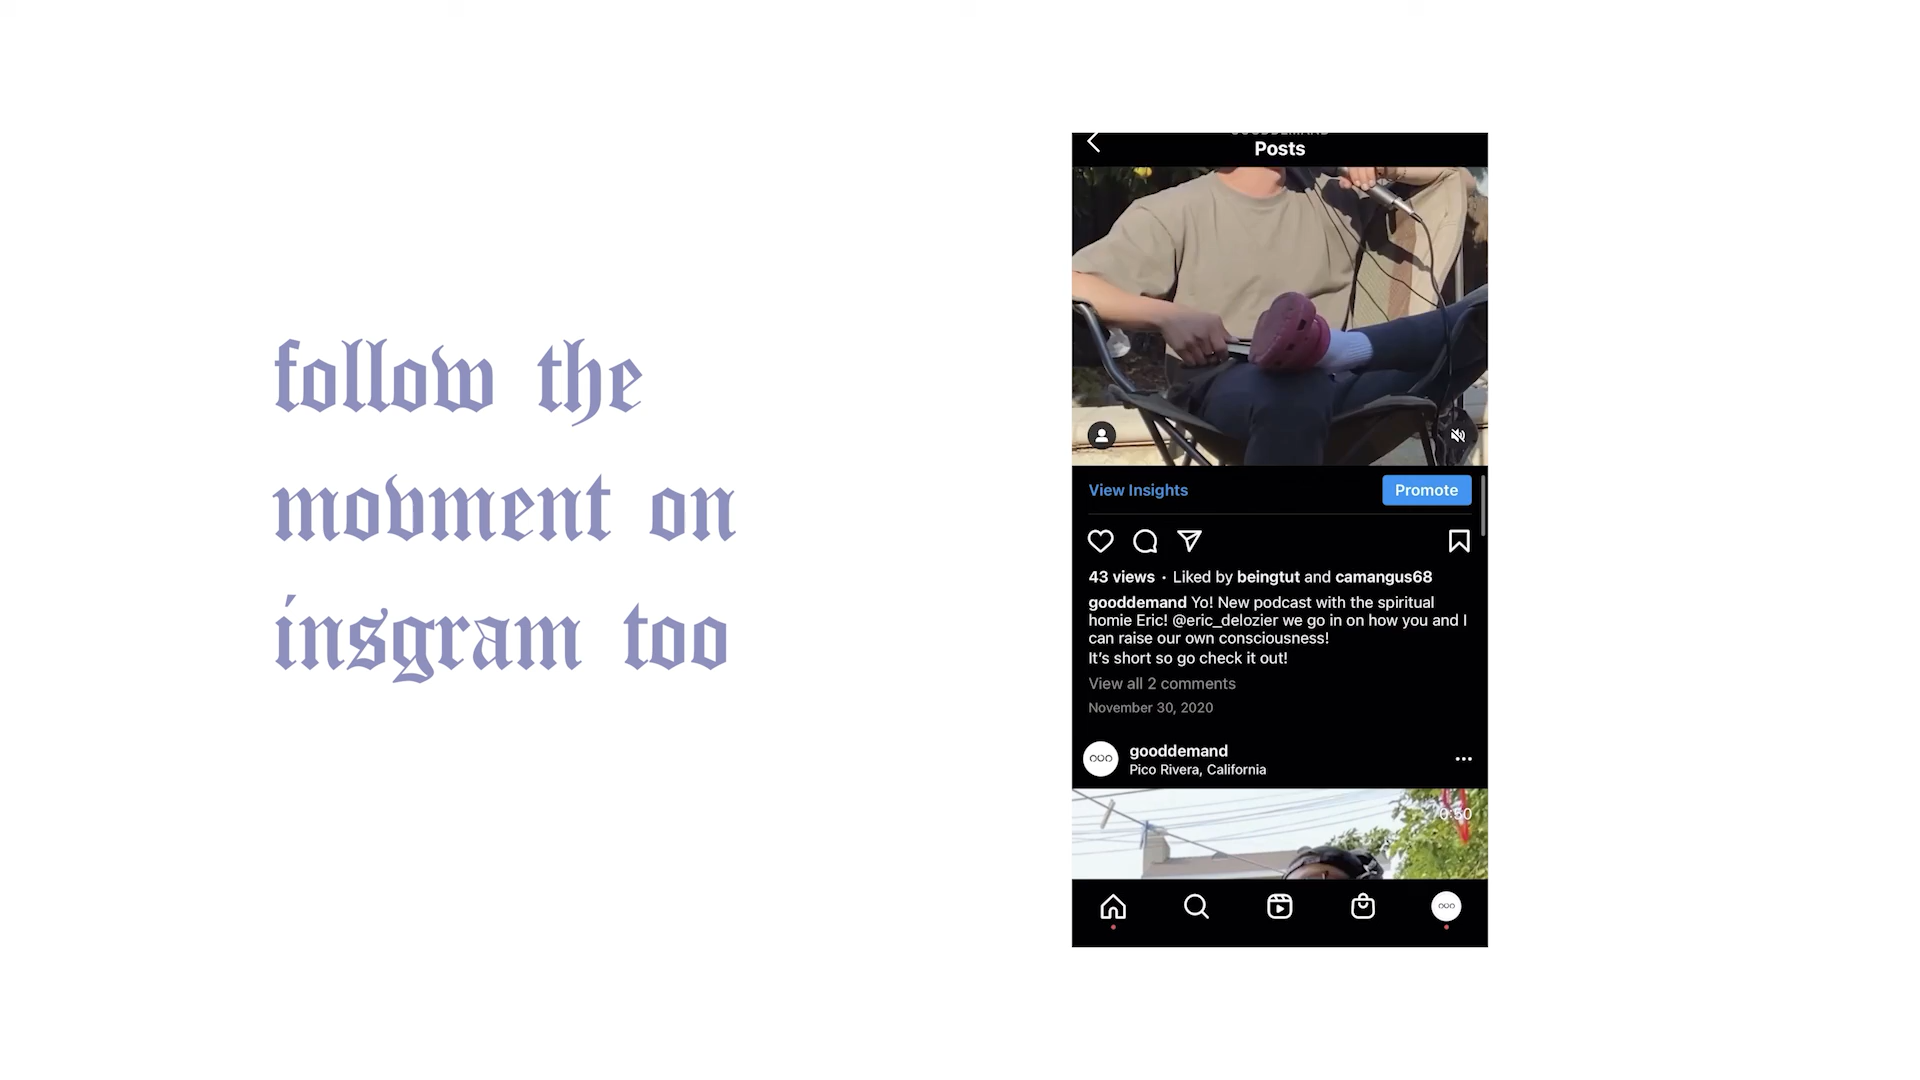 follow the
movment on
insgram too
Posts
View Insights
Promote
43 views · Liked by beingtut and camangus68
gooddemand Yo! New podcast with the spiritual
homie Eric! @eric_delozier we go in on how you and I
can raise our own consciousness!
It’s short so go check it out!
View all 2 comments
November 30, 2020
gooddemand
Pico Rivera, California
0:50